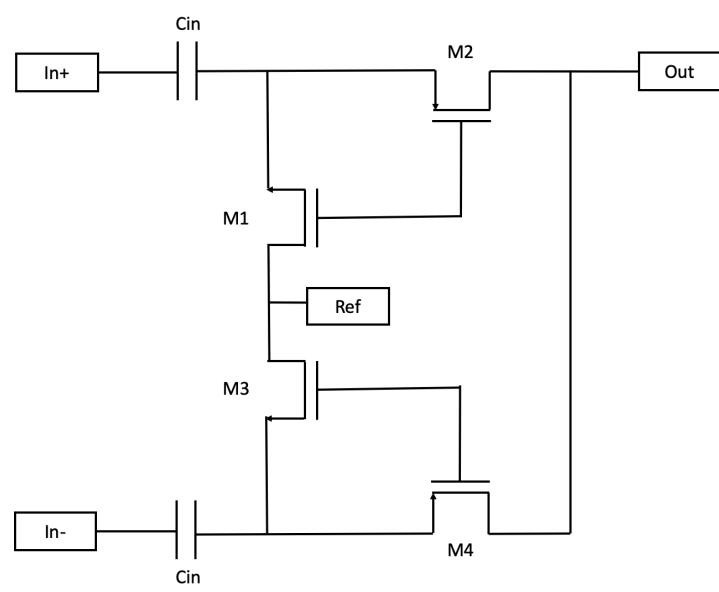 Cin
M2
In+
Out
M1
Ref
M3
In-
M4
Cin